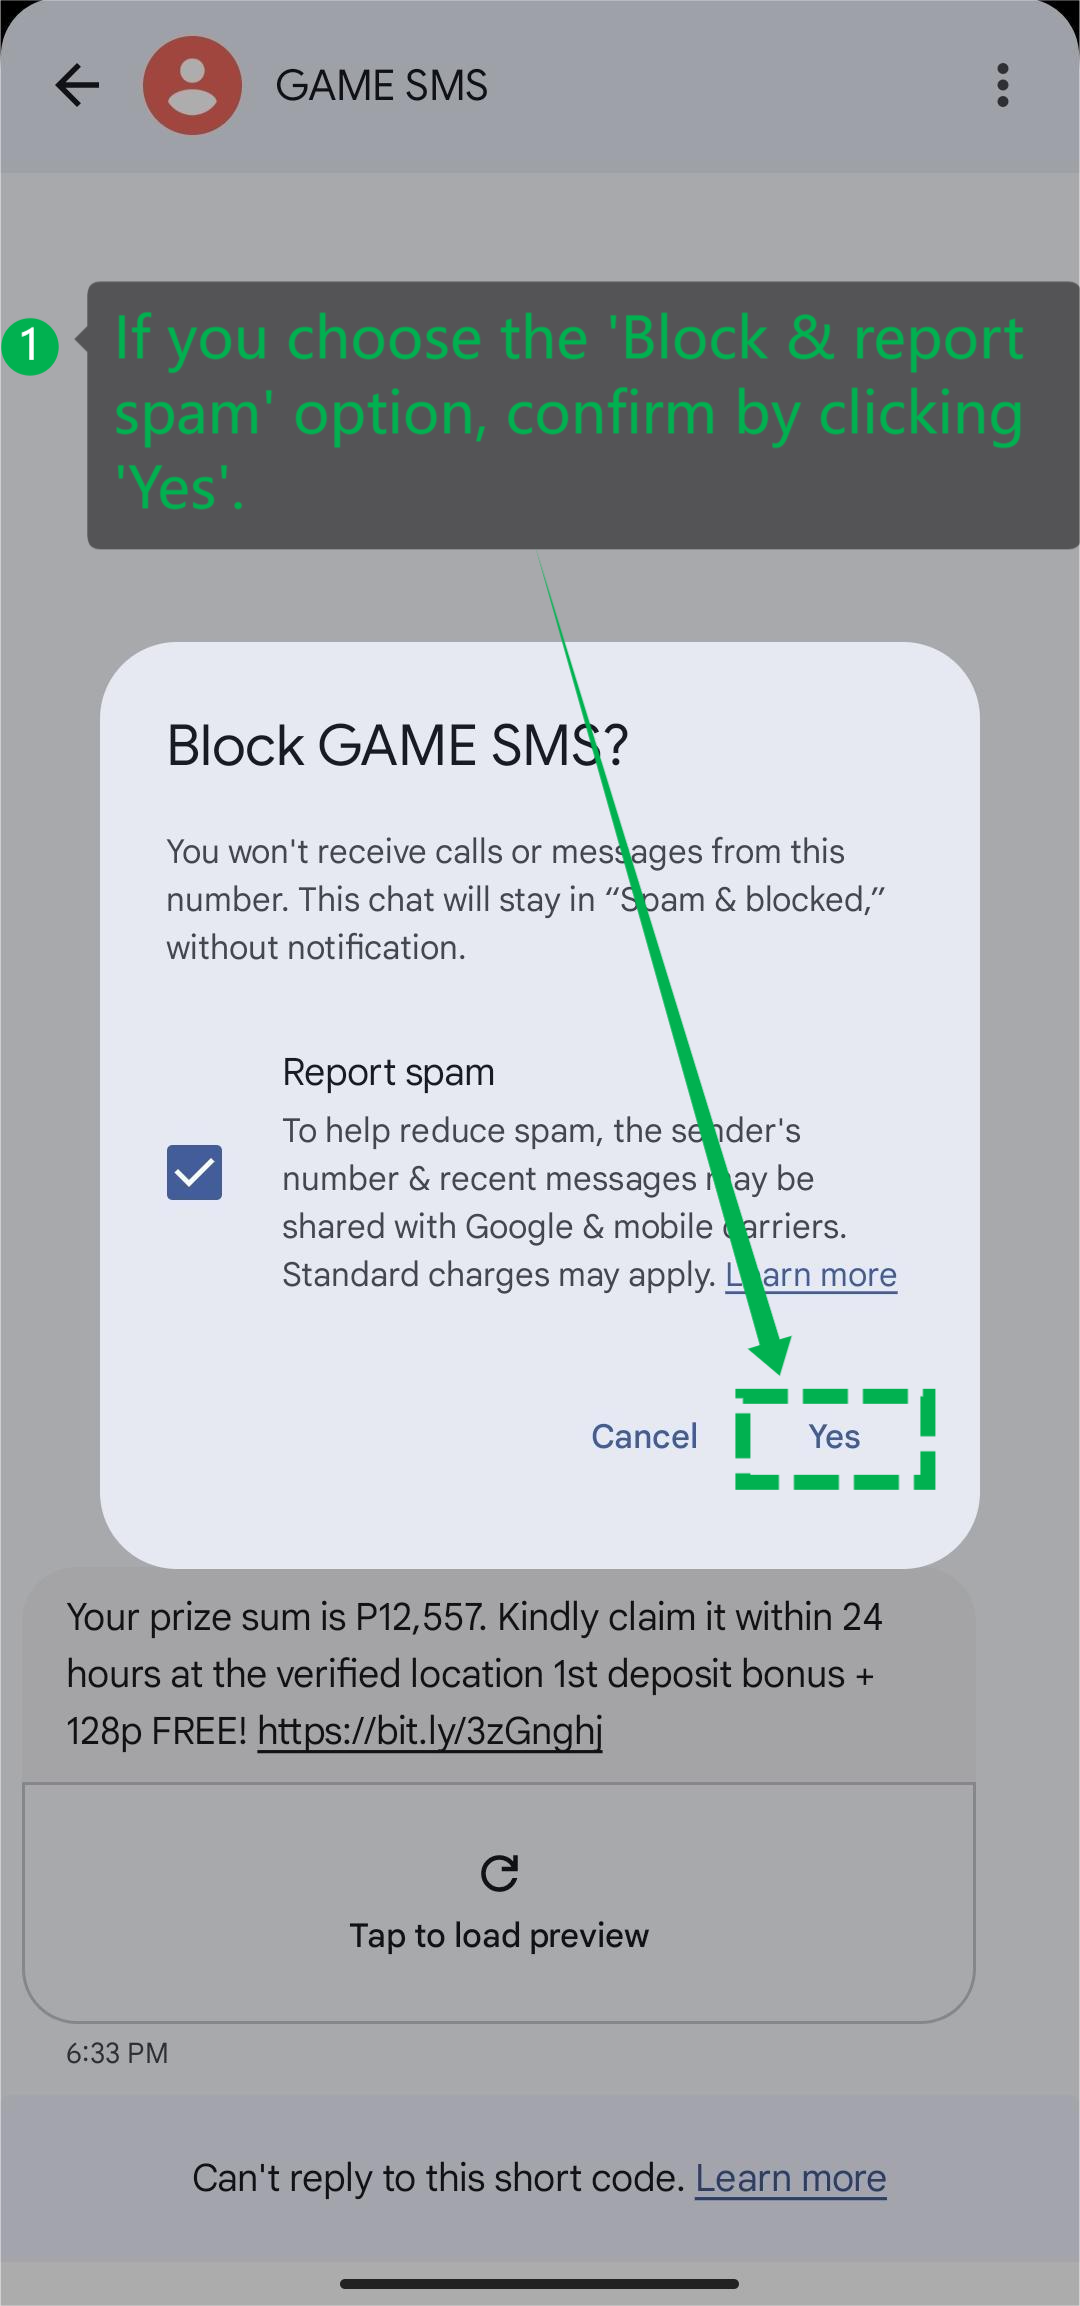 GAME SMS
1
If you choose the 'Block & report
spam' option, confirm by clicking
'Yes'.
Block GAME SMS?
You won't receive calls or messages from this
number. This chat will stay in “Spam & blocked,”
without notification.
Report spam
To help reduce spam, the sender's
number & recent messages may be
shared with Google & mobile carriers.
Standard charges may apply. Learn more
Cancel Yes
Your prize sum is P12,557. Kindly claim it within 24
hours at the verified location 1st deposit bonus +
128p FREE! https://bit.ly/3zGnghj
Tap to load preview
6:33 PM
Can't reply to this short code. Learn more